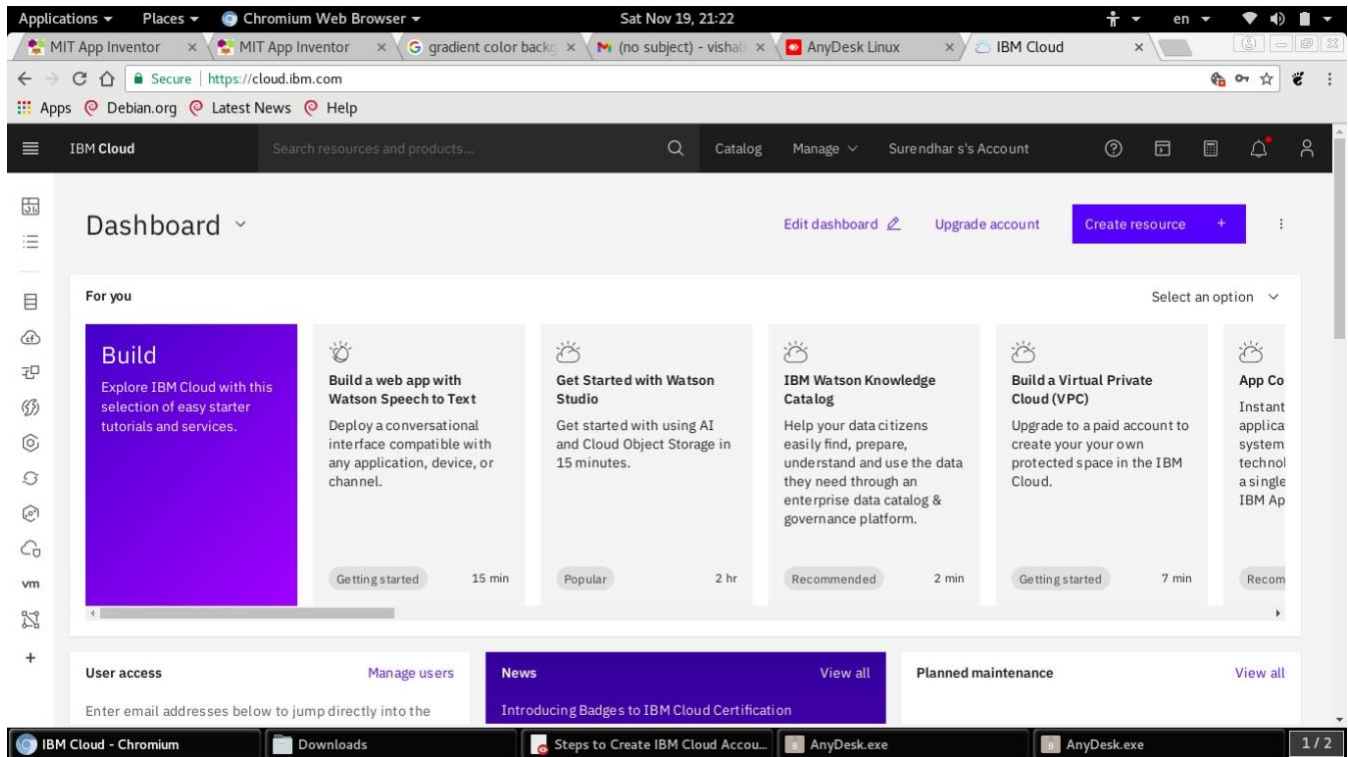 Applications Places Chromium Web Browser Sat Nov 19, 21:22 en
MIT App Inventor MIT App Inventor gradient color backg (no subject) - vishali AnyDesk Linux IBM Cloud
Secure https://cloud.ibm.com
Apps Debian.org Latest News Help
IBM Cloud Search resources and products... Catalog Manage Surendhar s's Account
Dashboard Edit dashboard Upgrade account Create resource +
For you Select an option
Build
Explore IBM Cloud with this
selection of easy starter
tutorials and services.
Build a web app with
Watson Speech to Text
Deploy a conversational
interface compatible with
any application, device, or
channel.
Getting started 15 min
Get Started with Watson
Studio
Get started with using AI
and Cloud Object Storage in
15 minutes.
Popular 2 hr
IBM Watson Knowledge
Catalog
Help your data citizens
easily find, prepare,
understand and use the data
they need through an
enterprise data catalog &
governance platform.
Recommended 2 min
Build a Virtual Private
Cloud (VPC)
Upgrade to a paid account to
create your your own
protected space in the IBM
Cloud.
Getting started 7 min
App Co
Instant
applica
system
technol
a single
IBM Ap
Recom
vm
User access Manage users
Enter email addresses below to jump directly into the
News View all
Introducing Badges to IBM Cloud Certification
Planned maintenance View all
IBM Cloud - Chromium Downloads Steps to Create IBM Cloud Accou... AnyDesk.exe AnyDesk.exe 1 / 2